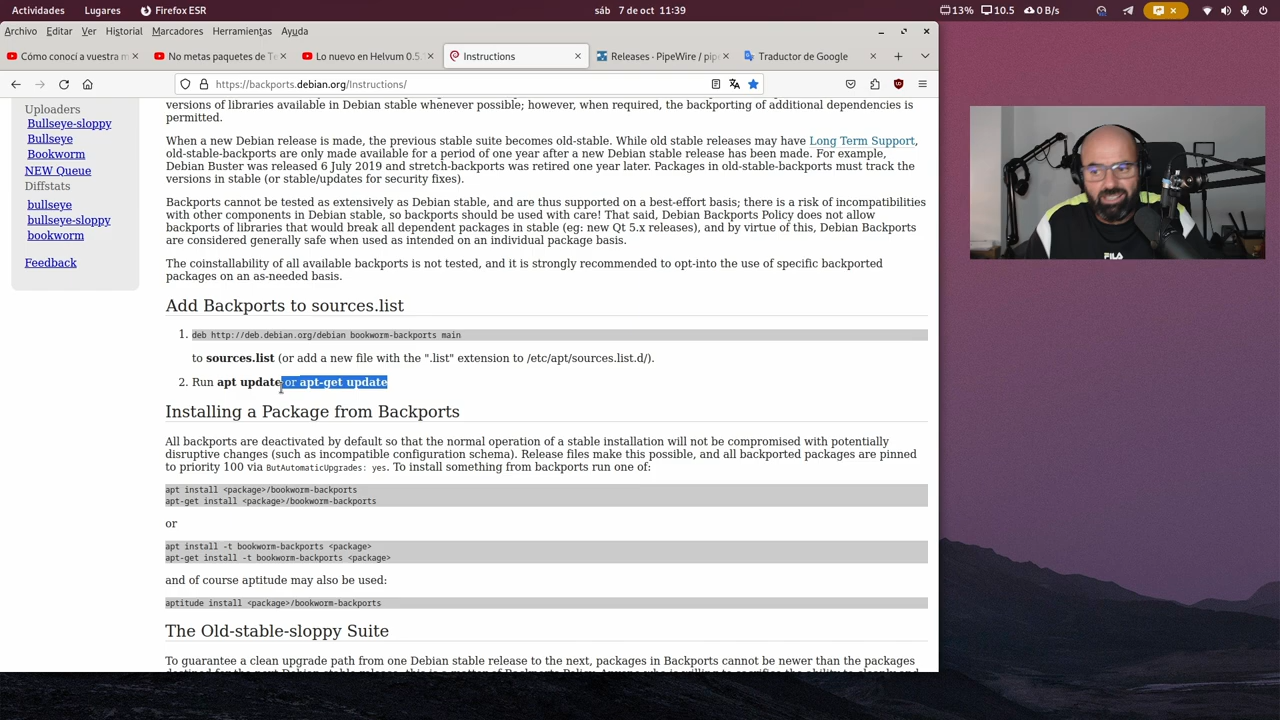 Actividades Lugares Firefox ESR sáb 7 de oct 11:39 13% 10.5 0 B/s
Archivo Editar Ver Historial Marcadores Herramientas Ayuda
Cómo conocí a vuestra m No metas paquetes de Te Lo nuevo en Helvum 0.5. Instructions Releases · PipeWire / pip Traductor de Google
https://backports.debian.org/Instructions/
Uploaders
Bullseye-sloppy
Bullseye
Bookworm
NEW Queue
Diffstats
bullseye
bullseye-sloppy
bookworm
Feedback
versions of libraries available in Debian stable whenever possible; however, when required, the backporting of additional dependencies is
permitted.
When a new Debian release is made, the previous stable suite becomes old-stable. While old stable releases may have Long Term Support,
old-stable-backports are only made available for a period of one year after a new Debian stable release has been made. For example,
Debian Buster was released 6 July 2019 and stretch-backports was retired one year later. Packages in old-stable-backports must track the
versions in stable (or stable/updates for security fixes).
Backports cannot be tested as extensively as Debian stable, and are thus supported on a best-effort basis; there is a risk of incompatibilities
with other components in Debian stable, so backports should be used with care! That said, Debian Backports Policy does not allow
backports of libraries that would break all dependent packages in stable (eg: new Qt 5.x releases), and by virtue of this, Debian Backports
are considered generally safe when used as intended on an individual package basis.
The coinstallability of all available backports is not tested, and it is strongly recommended to opt-into the use of specific backported
packages on an as-needed basis.
Add Backports to sources.list
1. deb http://deb.debian.org/debian bookworm-backports main
to sources.list (or add a new file with the ".list" extension to /etc/apt/sources.list.d/).
2. Run apt update or apt-get update
Installing a Package from Backports
All backports are deactivated by default so that the normal operation of a stable installation will not be compromised with potentially
disruptive changes (such as incompatible configuration schema). Release files make this possible, and all backported packages are pinned
to priority 100 via ButAutomaticUpgrades: yes. To install something from backports run one of:
apt install <package>/bookworm-backports
apt-get install <package>/bookworm-backports
or
apt install -t bookworm-backports <package>
apt-get install -t bookworm-backports <package>
and of course aptitude may also be used:
aptitude install <package>/bookworm-backports
The Old-stable-sloppy Suite
To guarantee a clean upgrade path from one Debian stable release to the next, packages in Backports cannot be newer than the packages
FILA